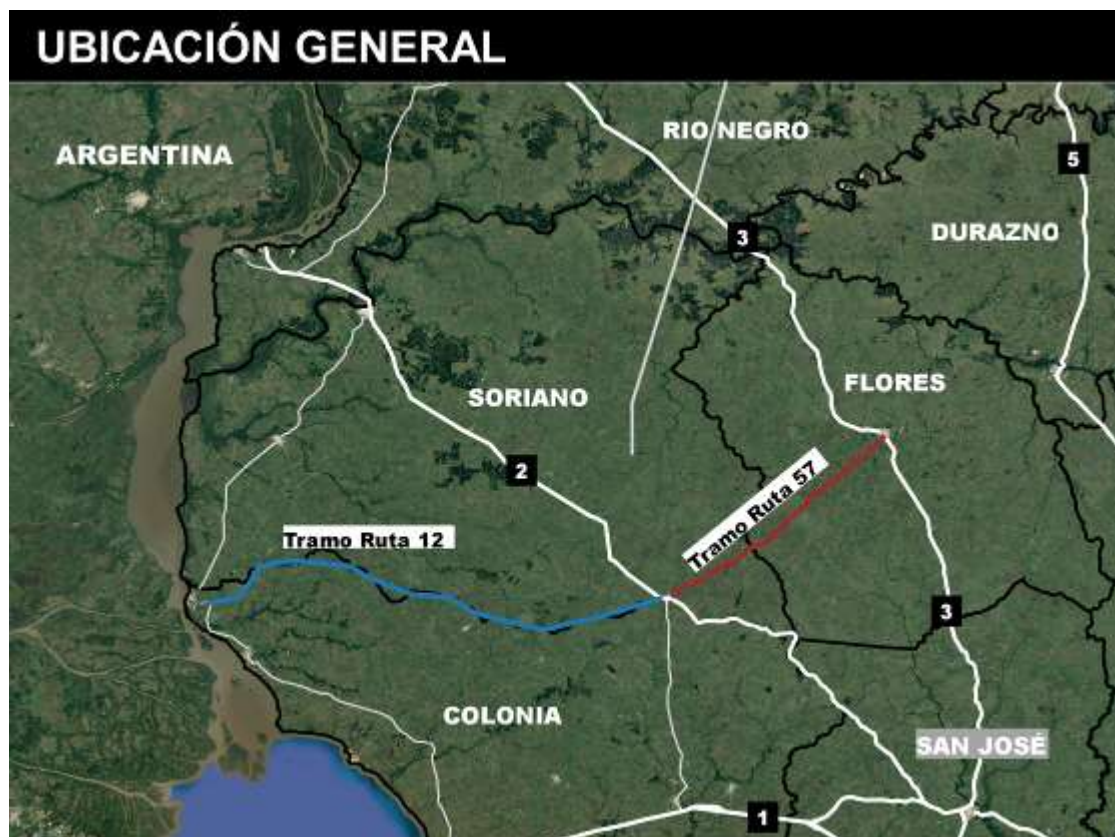 UBICACIÓN GENERAL
RIO NEGRO
ARGENTINA
5
DURAZNO
3
FLORES
SORIANO
2
Tramo Ruta 57
Tramo Ruta 12
3
COLONIA
SAN JOSÉ
1